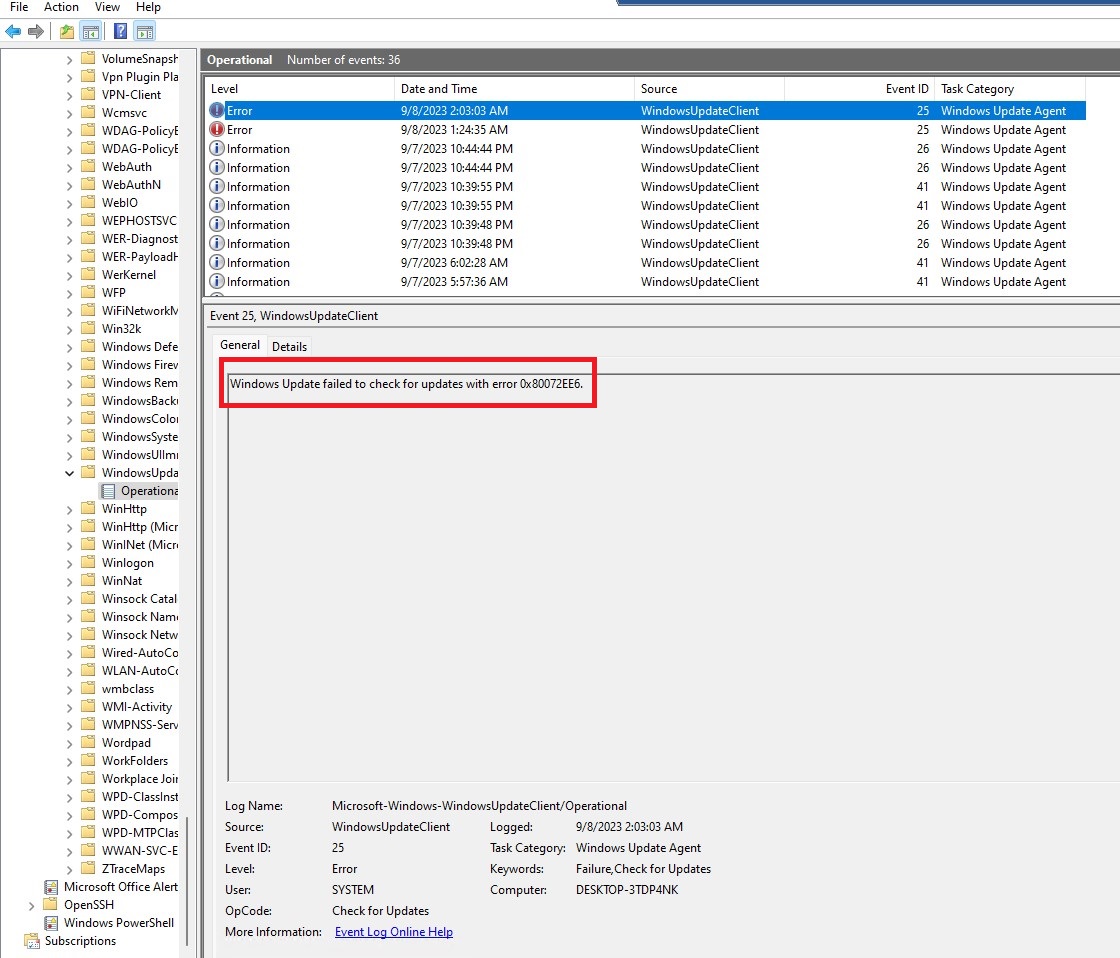 File Action View Help
VolumeSnapsh
Vpn Plugin Pla
VPN-Client
Wcmsvc
WDAG-PolicyE
WDAG-PolicyE
WebAuth
WebAuthN
WebIO
WEPHOSTSVC
WER-Diagnost
WER-PayloadH
WerKernel
WFP
WiFiNetworkM
Win32k
Windows Defe
Windows Firew
Windows Rem
WindowsBacku
WindowsColor
WindowsSyste
WindowsUIImm
WindowsUpda
Operationa
WinHttp
WinHttp (Micr
WinINet (Micro
Winlogon
WinNat
Winsock Catal
Winsock Name
Winsock Netw
Wired-AutoCo
WLAN-AutoCo
wmbclass
WMI-Activity
WMPNSS-Serv
Wordpad
WorkFolders
Workplace Join
WPD-ClassInst
WPD-Compos
WPD-MTPClas
WWAN-SVC-E
ZTraceMaps
Microsoft Office Alert
OpenSSH
Windows PowerShell
Subscriptions
Operational Number of events: 36
Level Date and Time Source Event ID Task Category
Error 9/8/2023 2:03:03 AM WindowsUpdateClient 25 Windows Update Agent
Error 9/8/2023 1:24:35 AM WindowsUpdateClient 25 Windows Update Agent
Information 9/7/2023 10:44:44 PM WindowsUpdateClient 26 Windows Update Agent
Information 9/7/2023 10:44:44 PM WindowsUpdateClient 26 Windows Update Agent
Information 9/7/2023 10:39:55 PM WindowsUpdateClient 41 Windows Update Agent
Information 9/7/2023 10:39:55 PM WindowsUpdateClient 41 Windows Update Agent
Information 9/7/2023 10:39:48 PM WindowsUpdateClient 26 Windows Update Agent
Information 9/7/2023 10:39:48 PM WindowsUpdateClient 26 Windows Update Agent
Information 9/7/2023 6:02:28 AM WindowsUpdateClient 41 Windows Update Agent
Information 9/7/2023 5:57:36 AM WindowsUpdateClient 41 Windows Update Agent
Event 25, WindowsUpdateClient
General Details
Windows Update failed to check for updates with error 0x80072EE6.
Log Name: Microsoft-Windows-WindowsUpdateClient/Operational
Source: WindowsUpdateClient Logged: 9/8/2023 2:03:03 AM
Event ID: 25 Task Category: Windows Update Agent
Level: Error Keywords: Failure,Check for Updates
User: SYSTEM Computer: DESKTOP-3TDP4NK
OpCode: Check for Updates
More Information: Event Log Online Help